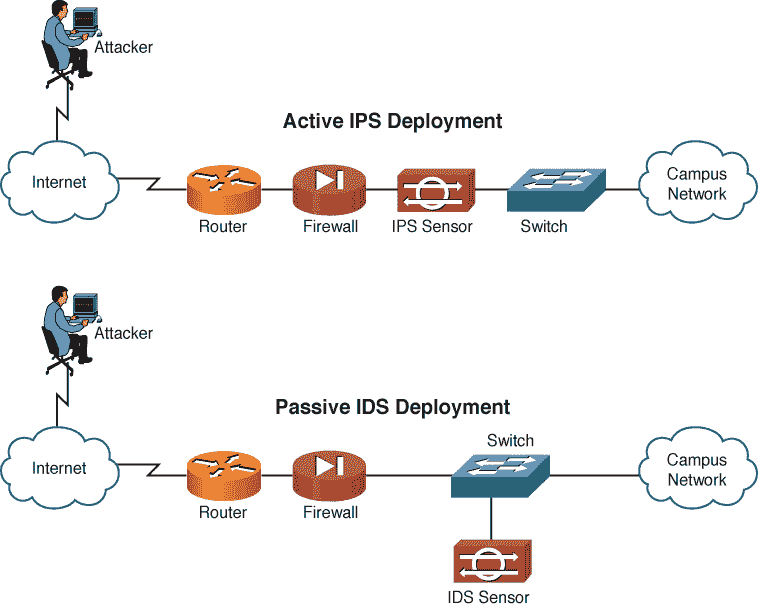 Attacker
Active IPS Deployment
Internet
Campus
Network
Router
Firewall
IPS Sensor
Switch
Attacker
Passive IDS Deployment
Switch
Internet
Campus
Network
Router
Firewall
IDS Sensor